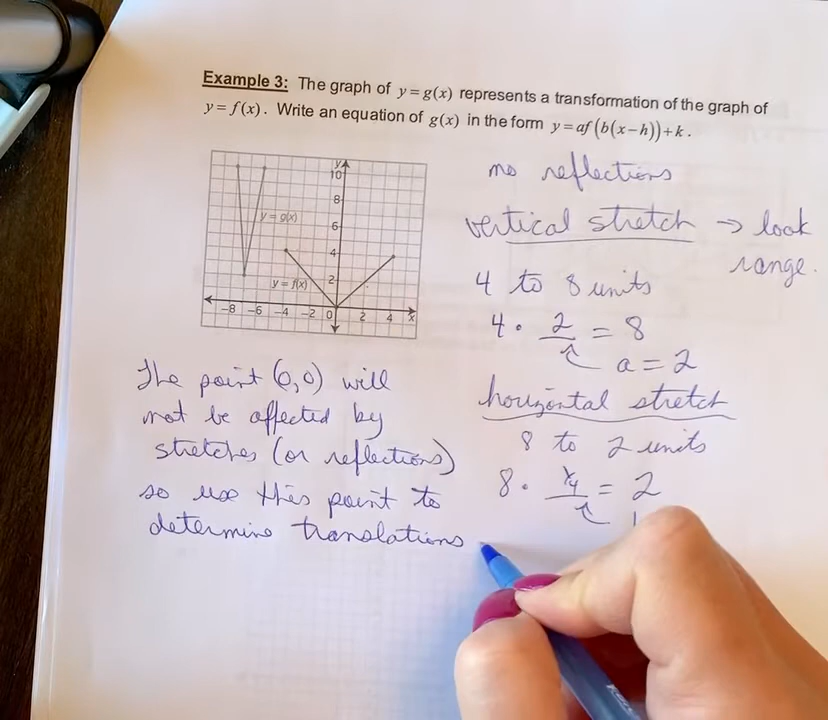 Example 3: The graph of y = g(x) represents a transformation of the graph of
y = f(x). Write an equation of g(x) in the form y = af(b(x−h))+k.
no reflections
vertical stretch → look
range.
4 to 8 units
4 · 2 = 8
a = 2
horizontal stretch
8 to 2 units
8 · 1/4 = 2
y
10
8
y = g(x)
6
4
y = f(x)
2
−8 −6 −4 −2 0 2 4 x
The point (0,0) will
not be affected by
stretches (or reflections)
so use this point to
determine translations